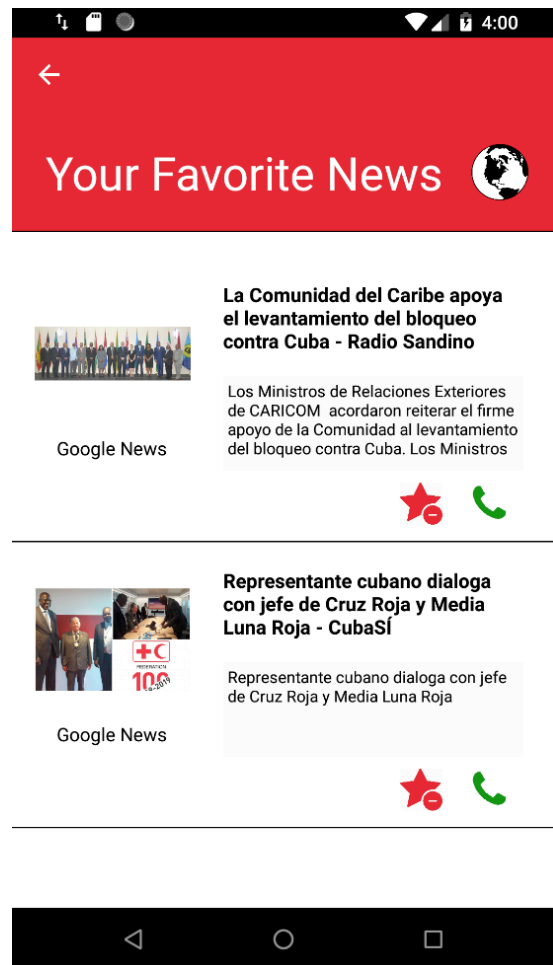 4:00
Your Favorite News
La Comunidad del Caribe apoya
el levantamiento del bloqueo
contra Cuba - Radio Sandino
Los Ministros de Relaciones Exteriores
de CARICOM acordaron reiterar el firme
apoyo de la Comunidad al levantamiento
del bloqueo contra Cuba. Los Ministros
Google News
Representante cubano dialoga
con jefe de Cruz Roja y Media
Luna Roja - CubaSÍ
Representante cubano dialoga con jefe
de Cruz Roja y Media Luna Roja
FEDERATION
Google News